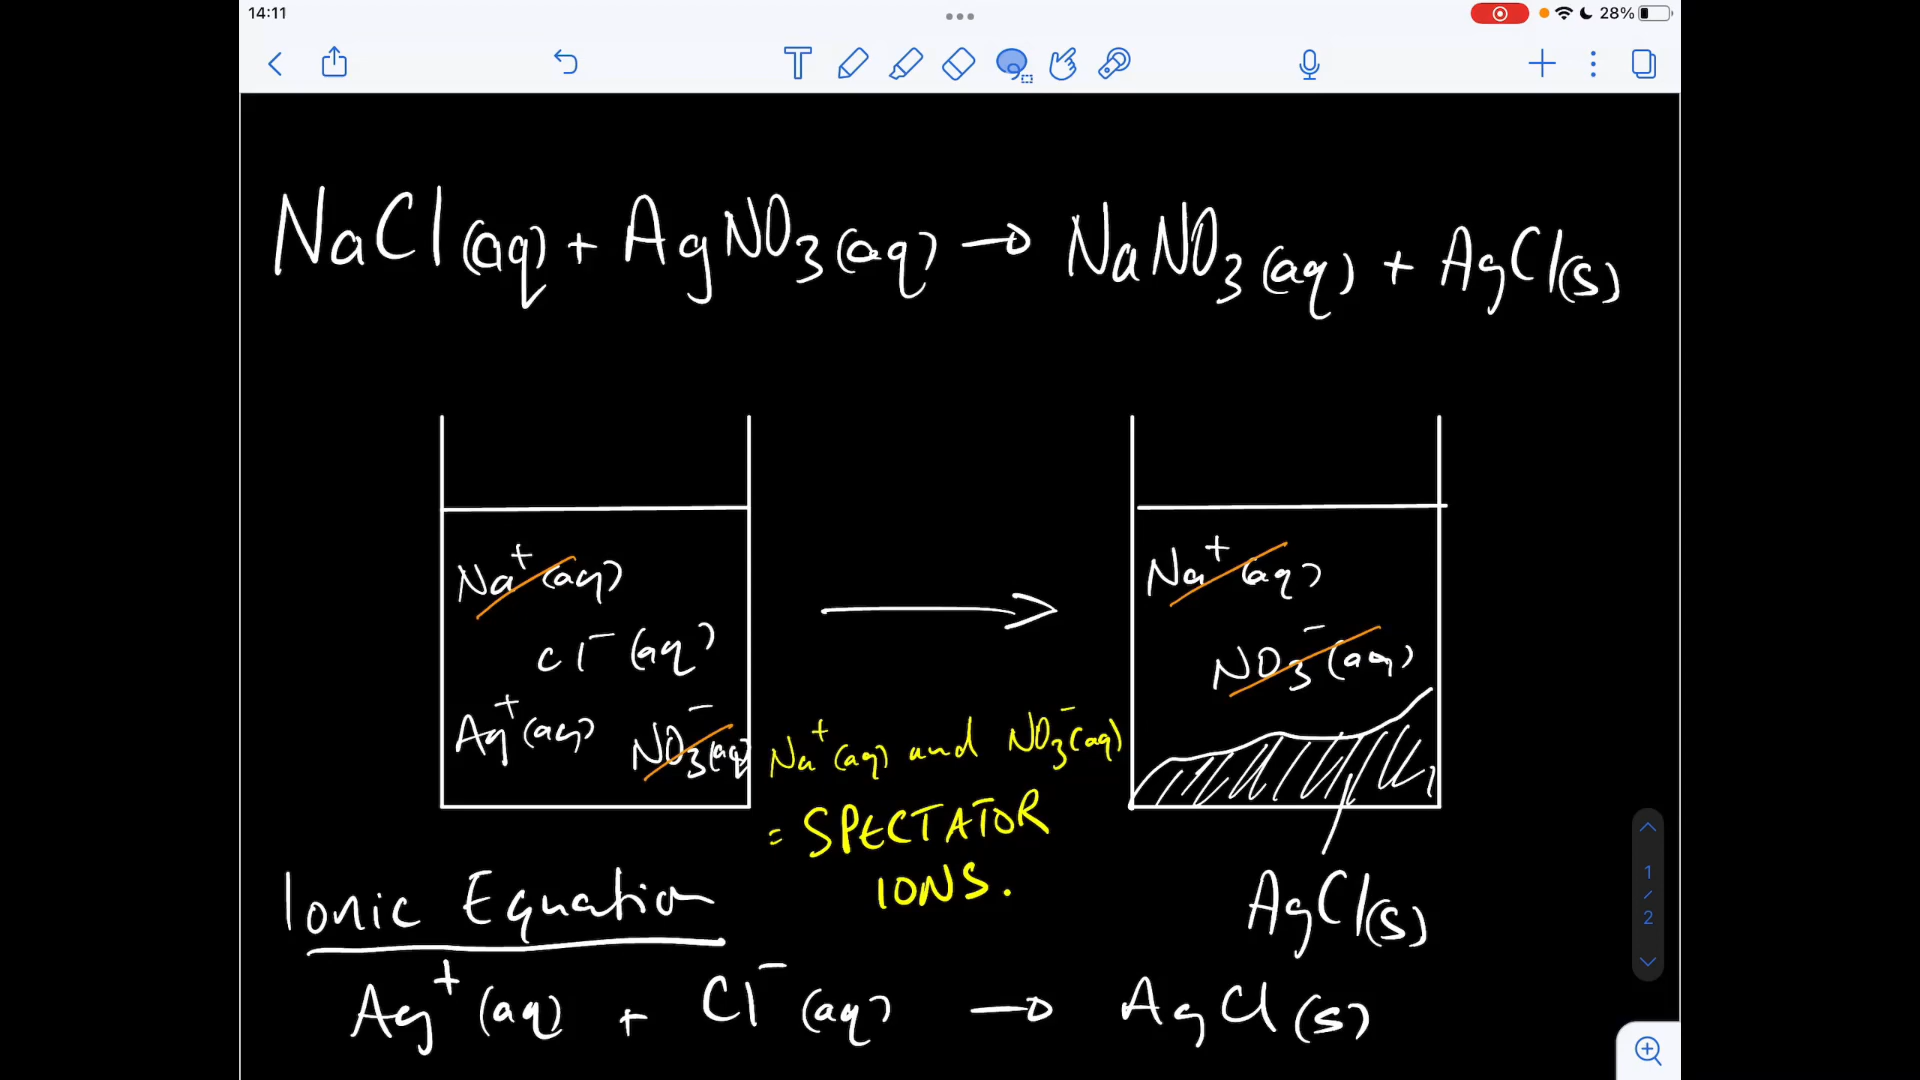 14:11
28%
T
NaCl(aq) + AgNO₃(aq) → NaNO₃(aq) + AgCl(s)
Na⁺(aq)
Cl⁻(aq)
Ag⁺(aq) NO₃⁻(aq)
Na⁺(aq) and NO₃⁻(aq)
= SPECTATOR
IONS.
Na⁺(aq)
NO₃⁻(aq)
AgCl(s)
Ionic Equation
Ag⁺(aq) + Cl⁻(aq) → AgCl(s)
1
/
2